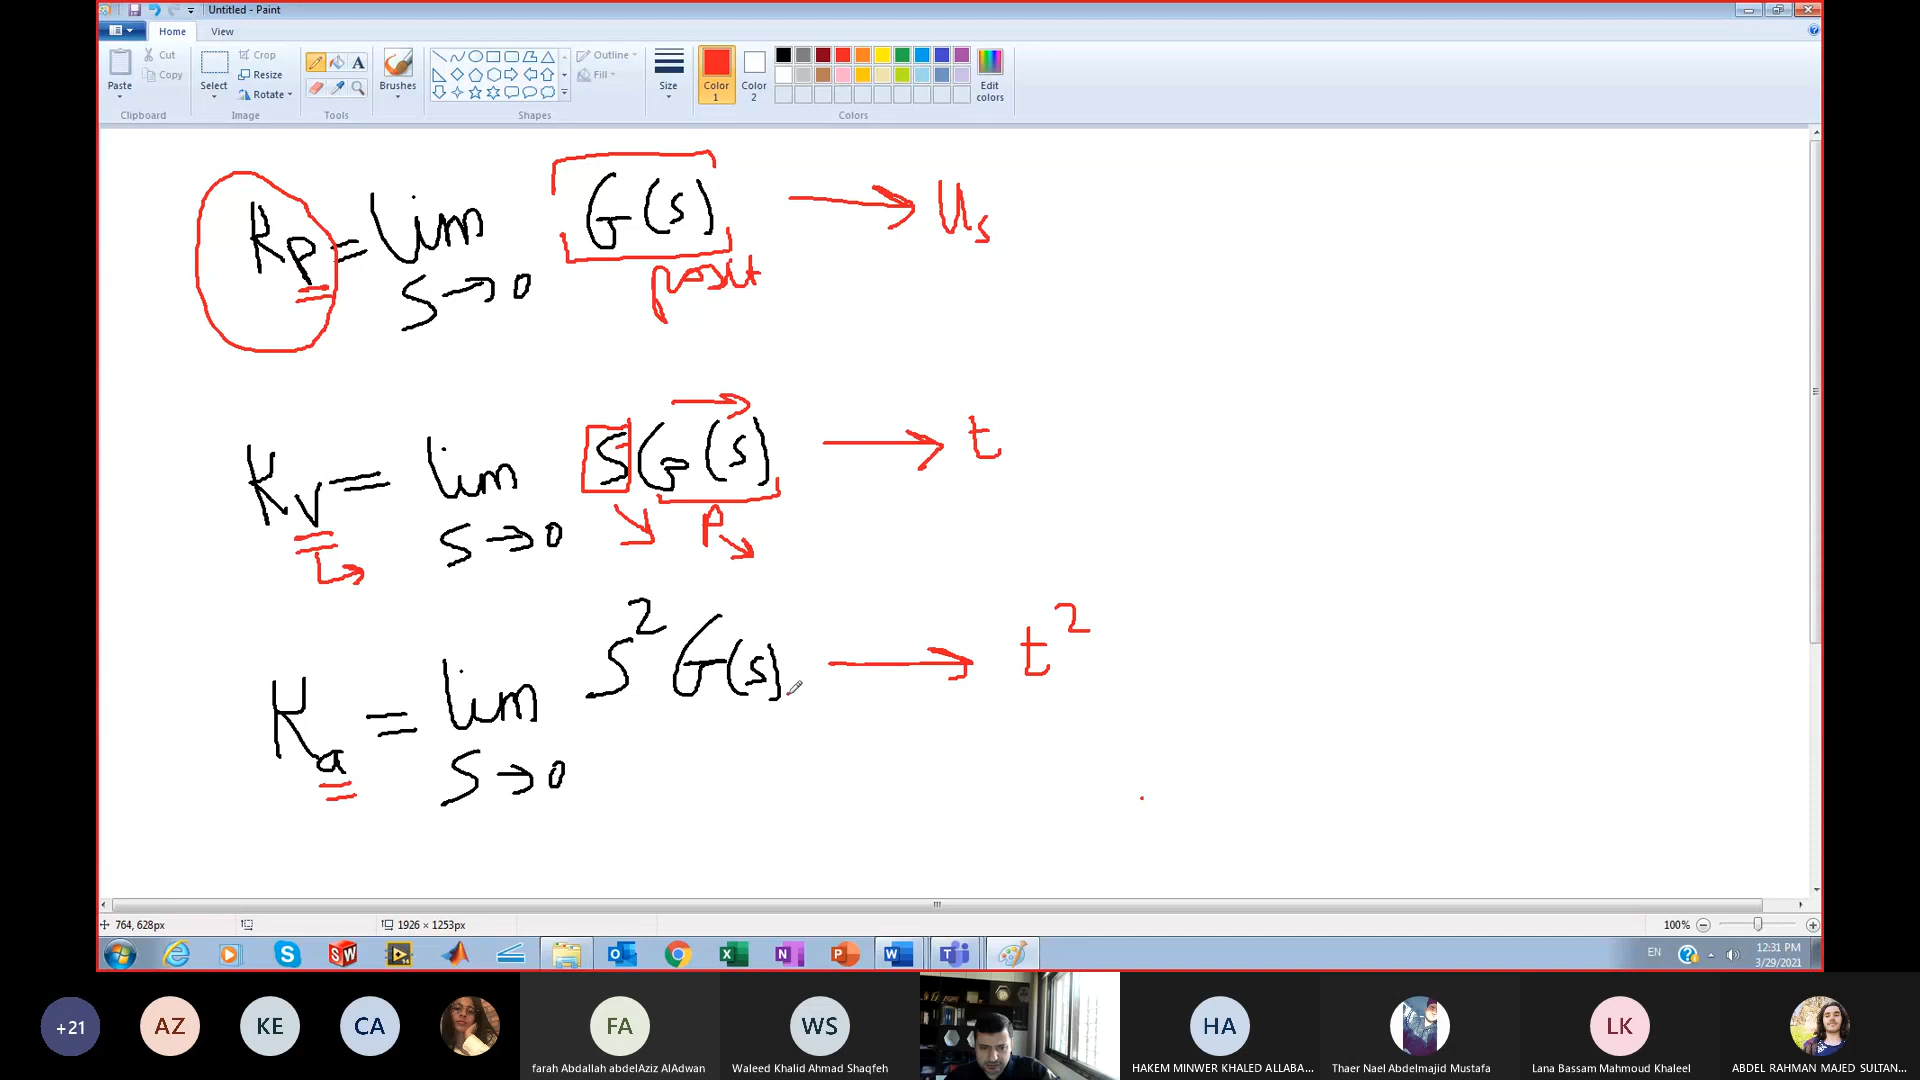 Untitled - Paint
Home View
Paste
Cut
Copy
Clipboard
Select
Crop
Resize
Rotate
Image
Tools
Brushes
Outline
Fill
Shapes
Size
Color 1
Color 2
Edit colors
Colors
Kp = lim G(s) → Us
S → 0
posit
Kv = lim SG(s) → t
S → 0
P
Ka = lim S² G(s) → t²
S → 0
764, 628px
1926 × 1253px
100%
EN
12:31 PM
3/29/2021
+21
AZ
KE
CA
FA
farah Abdallah abdelAziz AlAdwan
WS
Waleed Khalid Ahmad Shaqfeh
HA
HAKEM MINWER KHALED ALLABA...
Thaer Nael Abdelmajid Mustafa
LK
Lana Bassam Mahmoud Khaleel
ABDEL RAHMAN MAJED SULTAN...